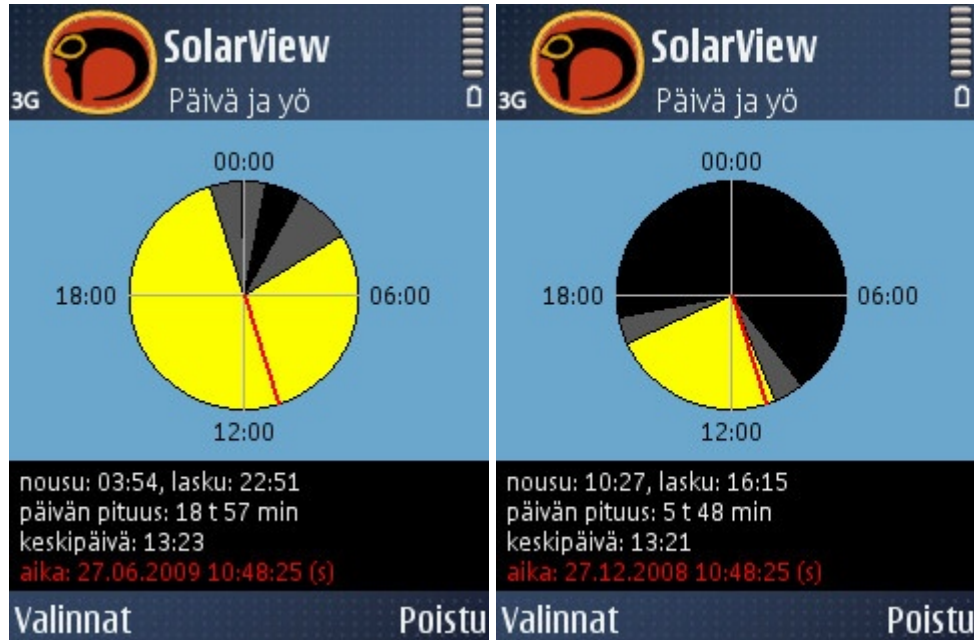 3G
SolarView
Päivä ja yö
00:00
18:00
06:00
12:00
nousu: 03:54, lasku: 22:51
päivän pituus: 18 t 57 min
keskipäivä: 13:23
aika: 27.06.2009 10:48:25 (s)
Valinnat
Poistu
3G
SolarView
Päivä ja yö
00:00
18:00
06:00
12:00
nousu: 10:27, lasku: 16:15
päivän pituus: 5 t 48 min
keskipäivä: 13:21
aika: 27.12.2008 10:48:25 (s)
Valinnat
Poistu